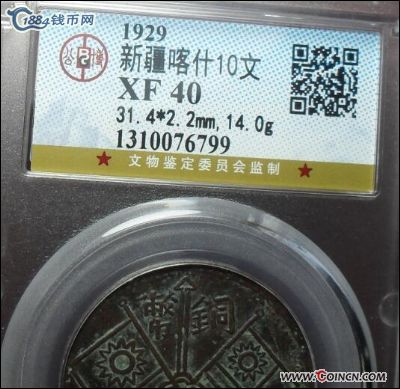 1884钱币网
1929
新疆喀什10文
XF 40
31.4*2.2mm,14.0g
1310076799
★ 文物鉴定委员会监制 ★
幣銅
www.COINCN.com